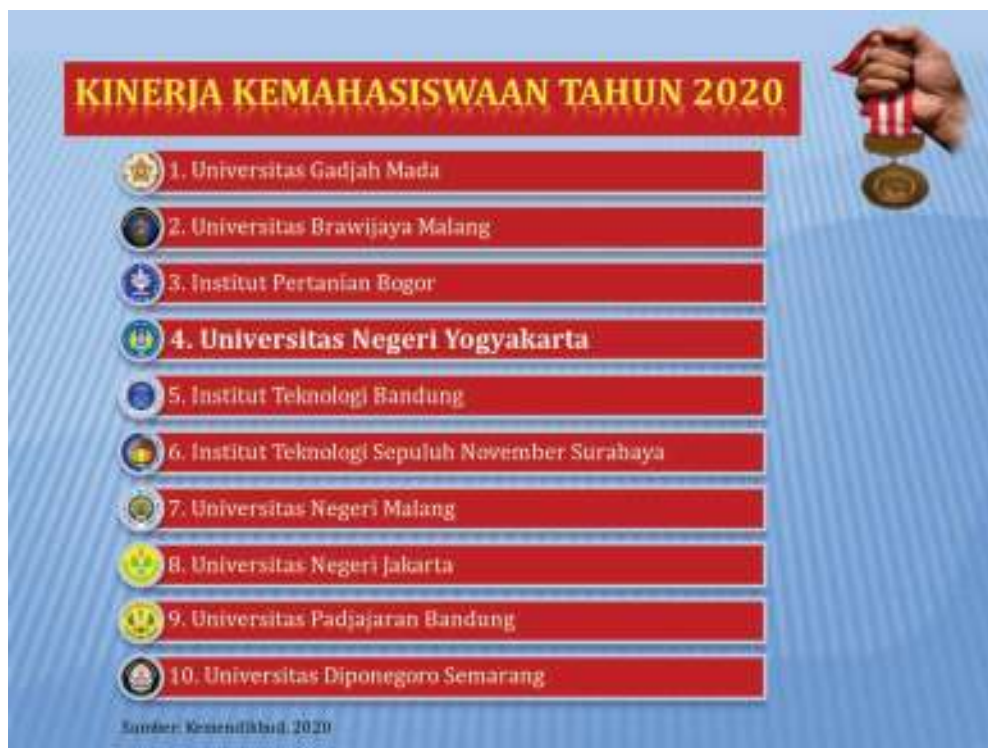 KINERJA KEMAHASISWAAN TAHUN 2020
1. Universitas Gadjah Mada
2. Universitas Brawijaya Malang
3. Institut Pertanian Bogor
4. Universitas Negeri Yogyakarta
5. Institut Teknologi Bandung
6. Institut Teknologi Sepuluh November Surabaya
7. Universitas Negeri Malang
8. Universitas Negeri Jakarta
9. Universitas Padjajaran Bandung
10. Universitas Diponegoro Semarang
Sumber: Kemendikbud, 2020